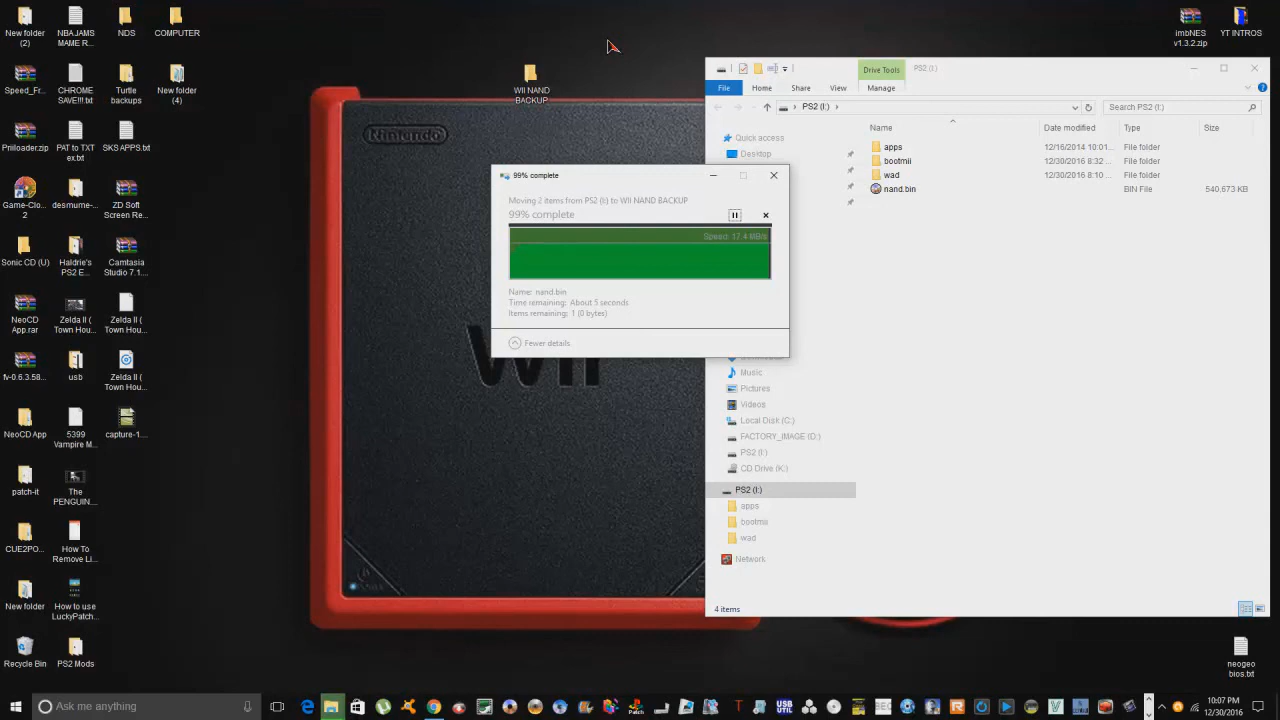 New folder
(2)
NBAJAMS
MAME R...
NDS
COMPUTER
Speed_Fr...
CHROME
SAVE!!!.txt
Turtle
backups
New folder
(4)
Priiloader.zip
PAT to TXT
ex.txt
SKS APPS.txt
Game-Clo...
2
desmume-...
ZD Soft
Screen Re...
Sonic CD (U)
Haldrie's
PS2 E...
Camtasia
Studio 7.1...
NeoCD
App.rar
Zelda II (
Town Hou...
Zelda II (
Town Hou...
fv-0.6.3.58...
usb
Zelda II (
Town Hou...
NeoCD App
5399
Vampire M...
capture-1...
patch-it
The
PENGUIN...
CUE2PO...
How To
Remove Li...
New folder
How to use
LuckyPatch...
Recycle Bin
PS2 Mods
WII NAND
BACKUP
imbNES
v1.3.2.zip
YT INTROS
neogeo
bios.txt
Nintendo
Wii
99% complete
Moving 2 items from PS2 (I:) to WII NAND BACKUP
99% complete
Speed: 17.4 MB/s
Name: nand.bin
Time remaining: About 5 seconds
Items remaining: 1 (0 bytes)
Fewer details
Drive Tools
PS2 (I:)
File Home Share View Manage
PS2 (I:)
Search PS2 (I:)
Name Date modified Type Size
apps 12/16/2014 10:01... File folder
bootmii 12/30/2016 8:32 ... File folder
wad 12/30/2016 8:10 ... File folder
nand.bin BIN File 540,673 KB
Quick access
Desktop
Music
Pictures
Videos
Local Disk (C:)
FACTORY_IMAGE (D:)
PS2 (I:)
CD Drive (K:)
PS2 (I:)
apps
bootmii
wad
Network
4 items
Ask me anything
Patch
USB
10:07 PM
12/30/2016